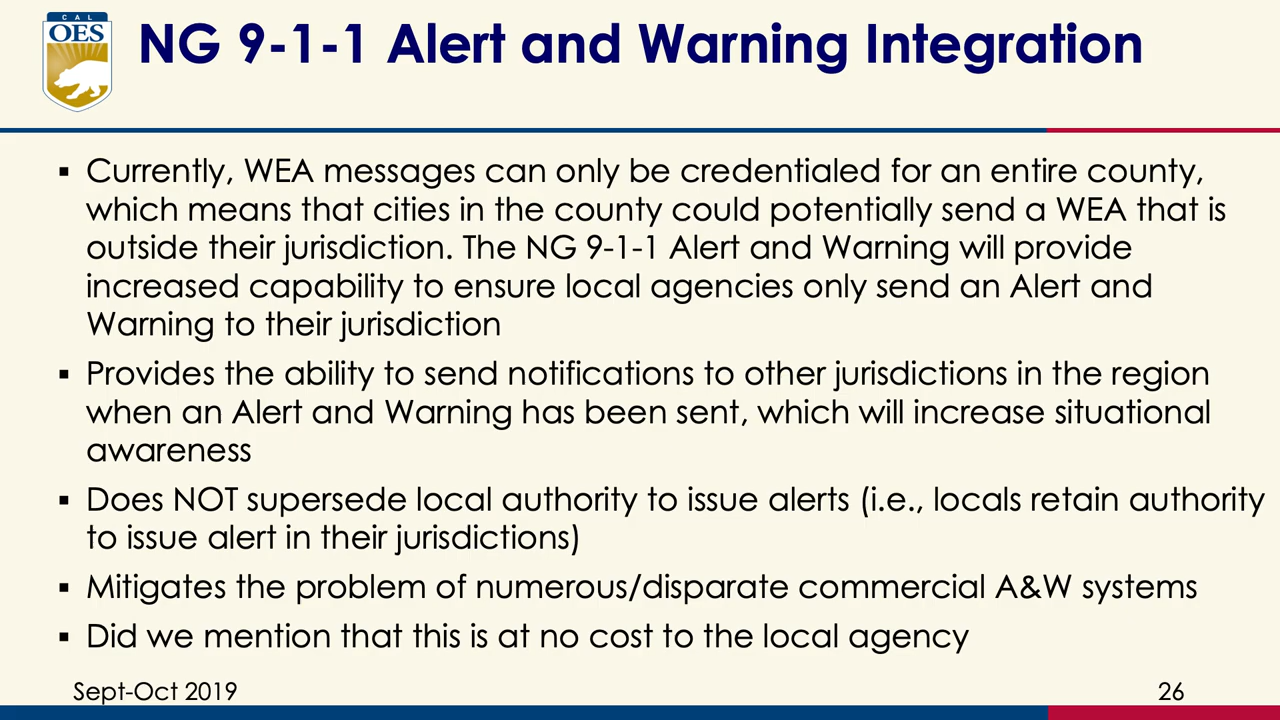 CAL
OES
NG 9-1-1 Alert and Warning Integration
▪ Currently, WEA messages can only be credentialed for an entire county,
which means that cities in the county could potentially send a WEA that is
outside their jurisdiction. The NG 9-1-1 Alert and Warning will provide
increased capability to ensure local agencies only send an Alert and
Warning to their jurisdiction
▪ Provides the ability to send notifications to other jurisdictions in the region
when an Alert and Warning has been sent, which will increase situational
awareness
▪ Does NOT supersede local authority to issue alerts (i.e., locals retain authority
to issue alert in their jurisdictions)
▪ Mitigates the problem of numerous/disparate commercial A&W systems
▪ Did we mention that this is at no cost to the local agency
Sept-Oct 2019
26